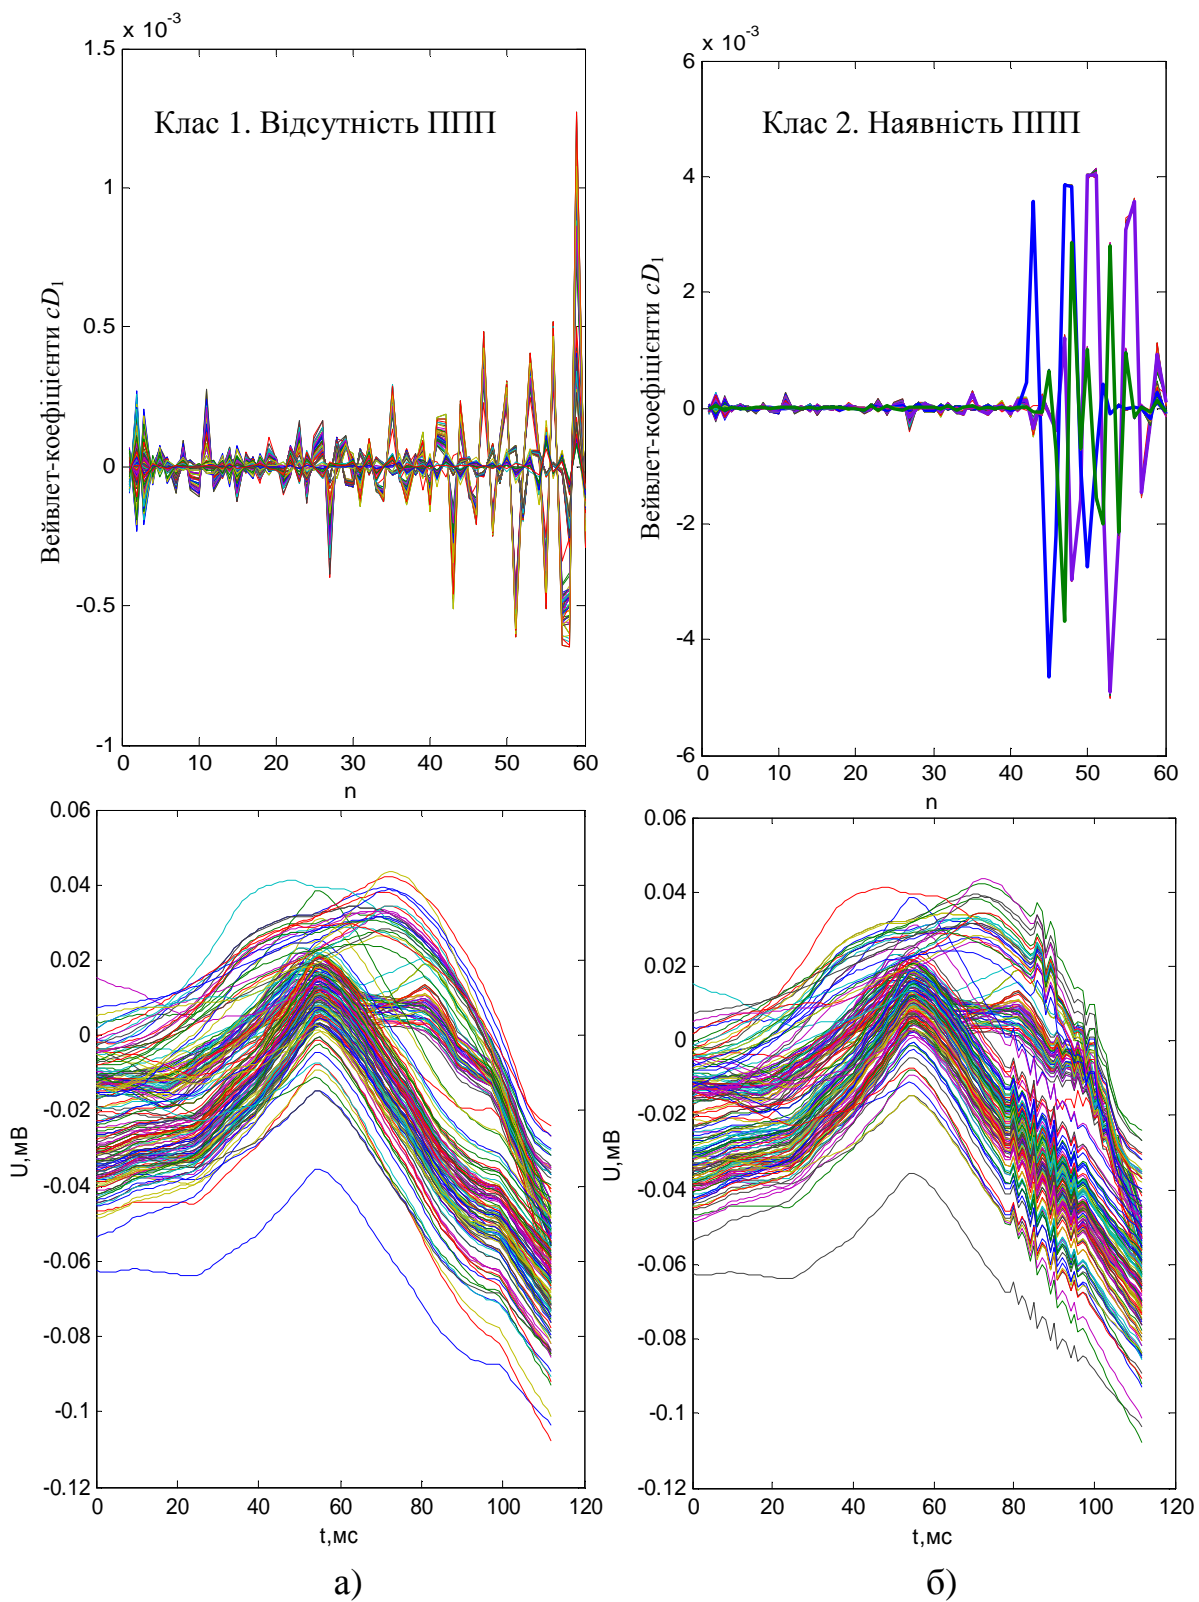 x 10⁻³
1.5
1
0.5
0
-0.5
-1
0 10 20 30 40 50 60
n
Вейвлет-коефіцієнти cD₁
Клас 1. Відсутність ППП
x 10⁻³
6
4
2
0
-2
-4
-6
0 10 20 30 40 50 60
n
Вейвлет-коефіцієнти cD₁
Клас 2. Наявність ППП
0.06
0.04
0.02
0
-0.02
-0.04
-0.06
-0.08
-0.1
-0.12
0 20 40 60 80 100 120
t,мс
U,мВ
а)
0.06
0.04
0.02
0
-0.02
-0.04
-0.06
-0.08
-0.1
-0.12
0 20 40 60 80 100 120
t,мс
U,мВ
б)